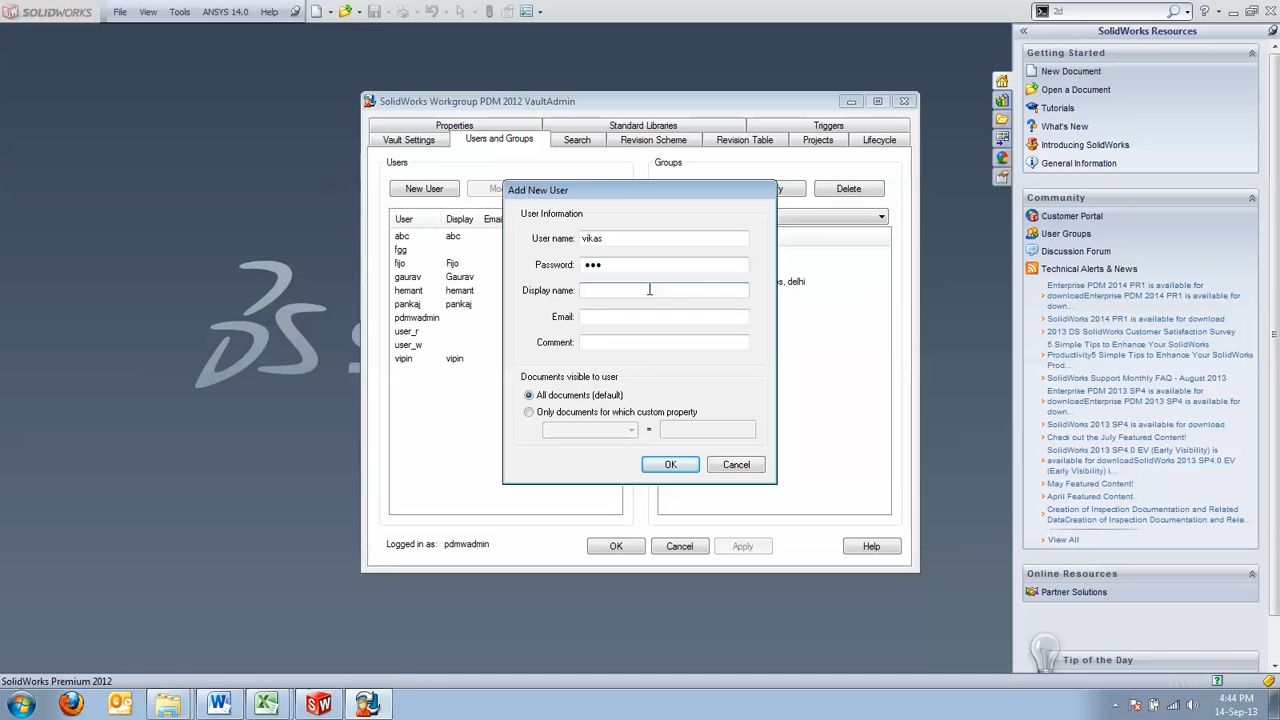 SOLIDWORKS File View Tools ANSYS 14.0 Help 2d
SolidWorks Resources
Getting Started
New Document
Open a Document
Tutorials
What's New
Introducing SolidWorks
General Information
Community
Customer Portal
User Groups
Discussion Forum
Technical Alerts & News
Enterprise PDM 2014 PR1 is available for
downloadEnterprise PDM 2014 PR1 is available for
down...
SolidWorks 2014 PR1 is available for download
2013 DS SolidWorks Customer Satisfaction Survey
5 Simple Tips to Enhance Your SolidWorks
Productivity5 Simple Tips to Enhance Your SolidWorks
Prod...
SolidWorks Support Monthly FAQ - August 2013
Enterprise PDM 2013 SP4 is available for
downloadEnterprise PDM 2013 SP4 is available for
down...
SolidWorks 2013 SP4 is available for download
Check out the July Featured Content!
SolidWorks 2013 SP4.0 EV (Early Visibility) is
available for downloadSolidWorks 2013 SP4.0 EV
(Early Visibility) i...
May Featured Content!
April Featured Content
Creation of Inspection Documentation and Related
DataCreation of Inspection Documentation and Rela...
View All
Online Resources
Partner Solutions
Tip of the Day
SolidWorks Workgroup PDM 2012 VaultAdmin
Properties Standard Libraries Triggers
Vault Settings Users and Groups Search Revision Scheme Revision Table Projects Lifecycle
Users Groups
New User Mo fy Delete
User Display Emai
abc abc
fgg
fijo Fijo
gaurav Gaurav
hemant hemant
pankaj pankaj
pdmwadmin
user_r
user_w
vipin vipin
s, delhi
Add New User
User Information
User name: vikas
Password: •••
Display name:
Email:
Comment:
Documents visible to user
All documents (default)
Only documents for which custom property
=
OK Cancel
Logged in as: pdmwadmin OK Cancel Apply Help
SolidWorks Premium 2012
4:44 PM
14-Sep-13